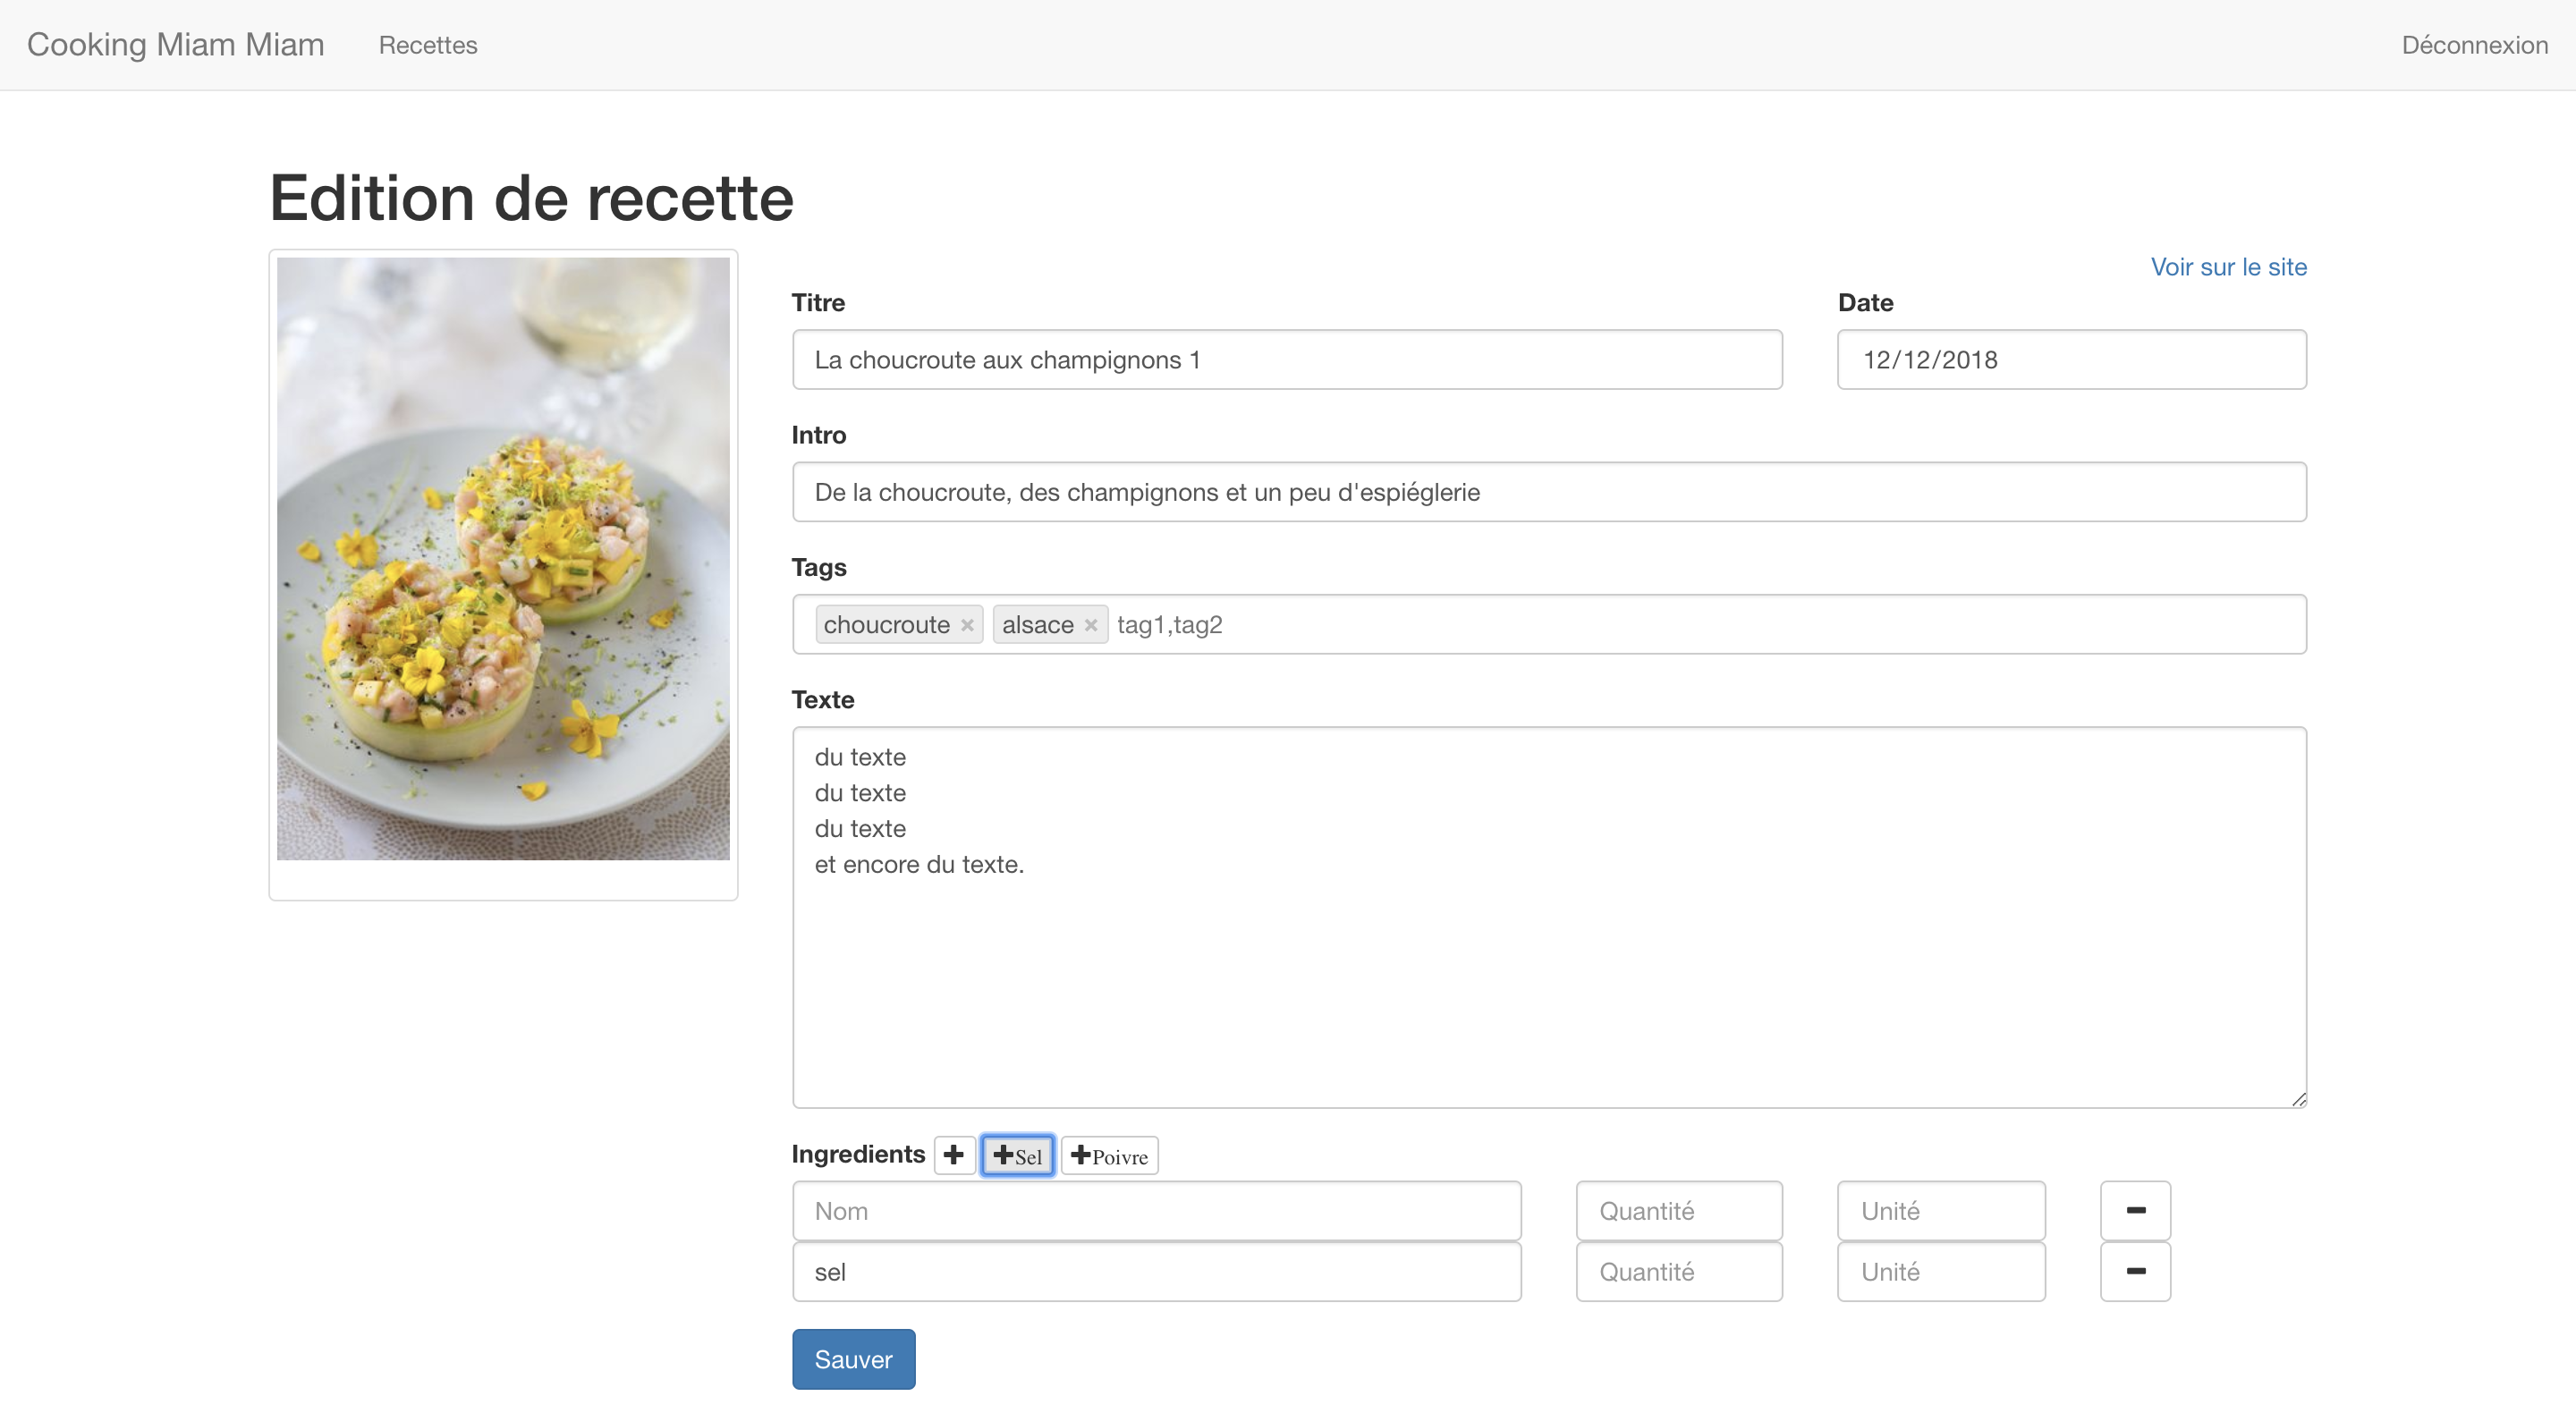 Cooking Miam Miam Recettes Déconnexion
Edition de recette
Voir sur le site
Titre Date
La choucroute aux champignons 1 12/12/2018
Intro
De la choucroute, des champignons et un peu d'espiéglerie
Tags
choucroute × alsace × tag1,tag2
Texte
du texte
du texte
du texte
et encore du texte.
Ingredients + +Sel +Poivre
Nom Quantité Unité -
sel Quantité Unité -
Sauver